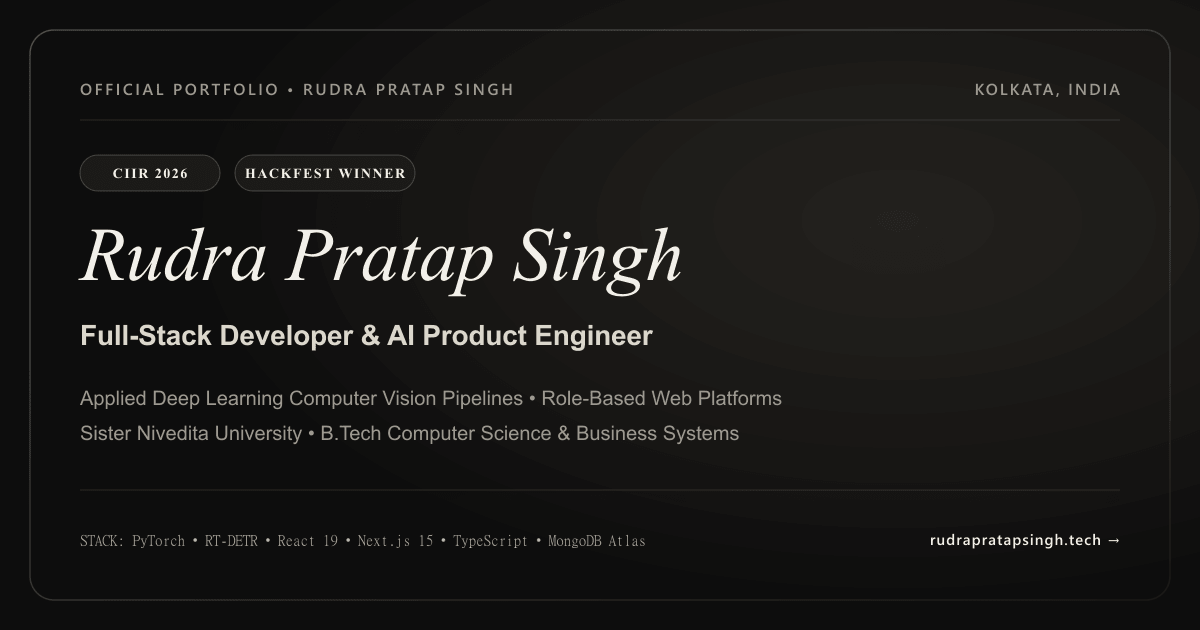 OFFICIAL PORTFOLIO • RUDRA PRATAP SINGH
KOLKATA, INDIA
CIIR 2026
HACKFEST WINNER
Rudra Pratap Singh
Full-Stack Developer & AI Product Engineer
Applied Deep Learning Computer Vision Pipelines • Role-Based Web Platforms
Sister Nivedita University • B.Tech Computer Science & Business Systems
STACK: PyTorch • RT-DETR • React 19 • Next.js 15 • TypeScript • MongoDB Atlas
rudrapratapsingh.tech →